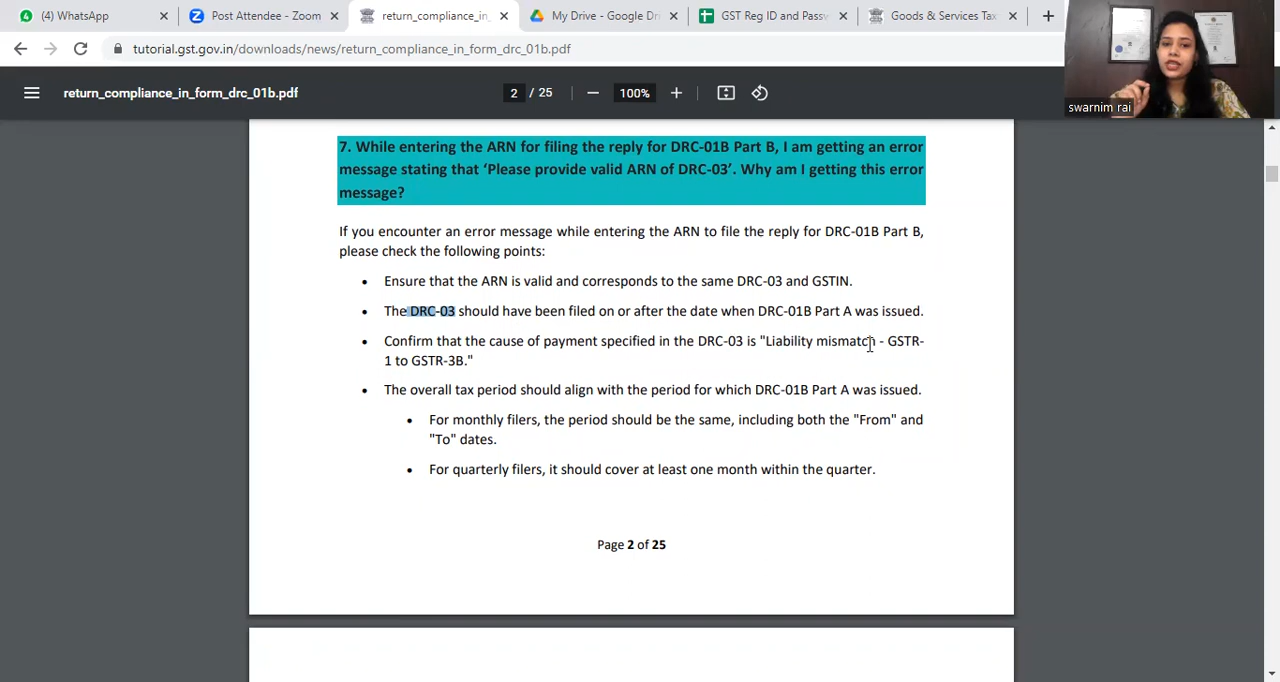 4 (4) WhatsApp × Post Attendee - Zoom × return_compliance_in_ × My Drive - Google Dri × GST Reg ID and Passw × Goods & Services Tax × +
tutorial.gst.gov.in/downloads/news/return_compliance_in_form_drc_01b.pdf
return_compliance_in_form_drc_01b.pdf 2 / 25 − 100% +
swarnim rai
7. While entering the ARN for filing the reply for DRC-01B Part B, I am getting an error
message stating that ‘Please provide valid ARN of DRC-03’. Why am I getting this error
message?
If you encounter an error message while entering the ARN to file the reply for DRC-01B Part B,
please check the following points:
• Ensure that the ARN is valid and corresponds to the same DRC-03 and GSTIN.
• The DRC-03 should have been filed on or after the date when DRC-01B Part A was issued.
• Confirm that the cause of payment specified in the DRC-03 is "Liability mismatch - GSTR-
1 to GSTR-3B."
• The overall tax period should align with the period for which DRC-01B Part A was issued.
• For monthly filers, the period should be the same, including both the "From" and
"To" dates.
• For quarterly filers, it should cover at least one month within the quarter.
Page 2 of 25